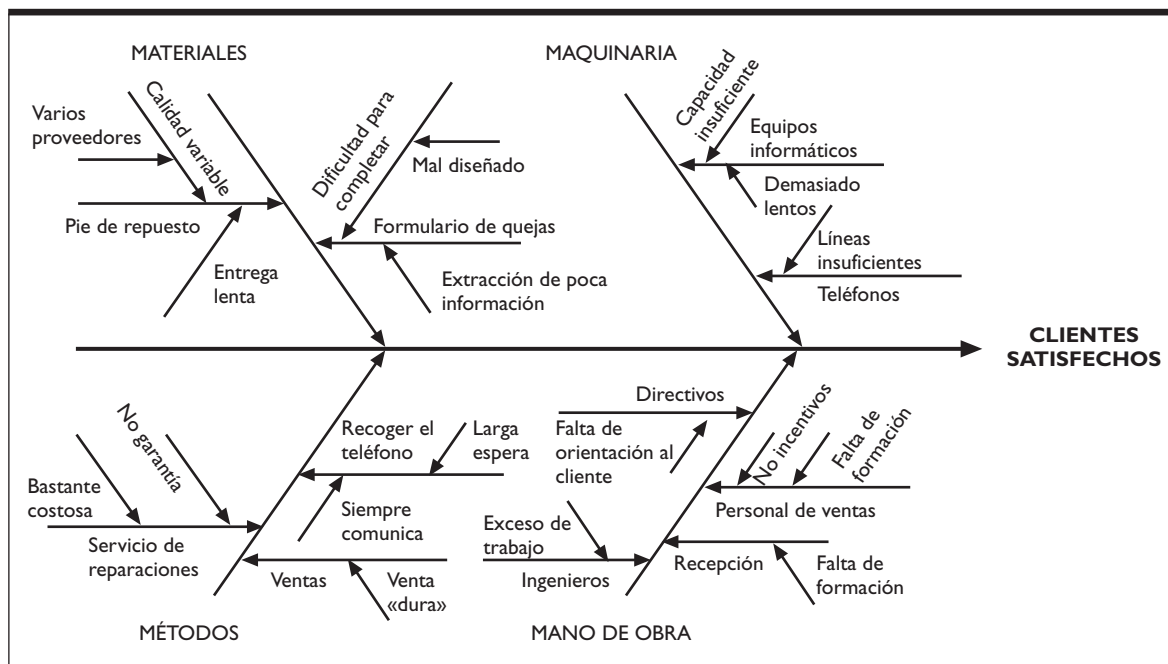 MATERIALES
MAQUINARIA
Varios
proveedores
Calidad variable
Pie de repuesto
Entrega
lenta
Dificultad para
completar
Mal diseñado
Formulario de quejas
Extracción de poca
información
Capacidad
insuficiente
Equipos
informáticos
Demasiado
lentos
Líneas
insuficientes
Teléfonos
CLIENTES
SATISFECHOS
No garantía
Bastante
costosa
Servicio de
reparaciones
Recoger el
teléfono
Larga
espera
Siempre
comunica
Ventas
Venta
«dura»
Directivos
Falta de
orientación al
cliente
No incentivos
Falta de
formación
Personal de ventas
Exceso de
trabajo
Ingenieros
Recepción
Falta de
formación
MÉTODOS
MANO DE OBRA